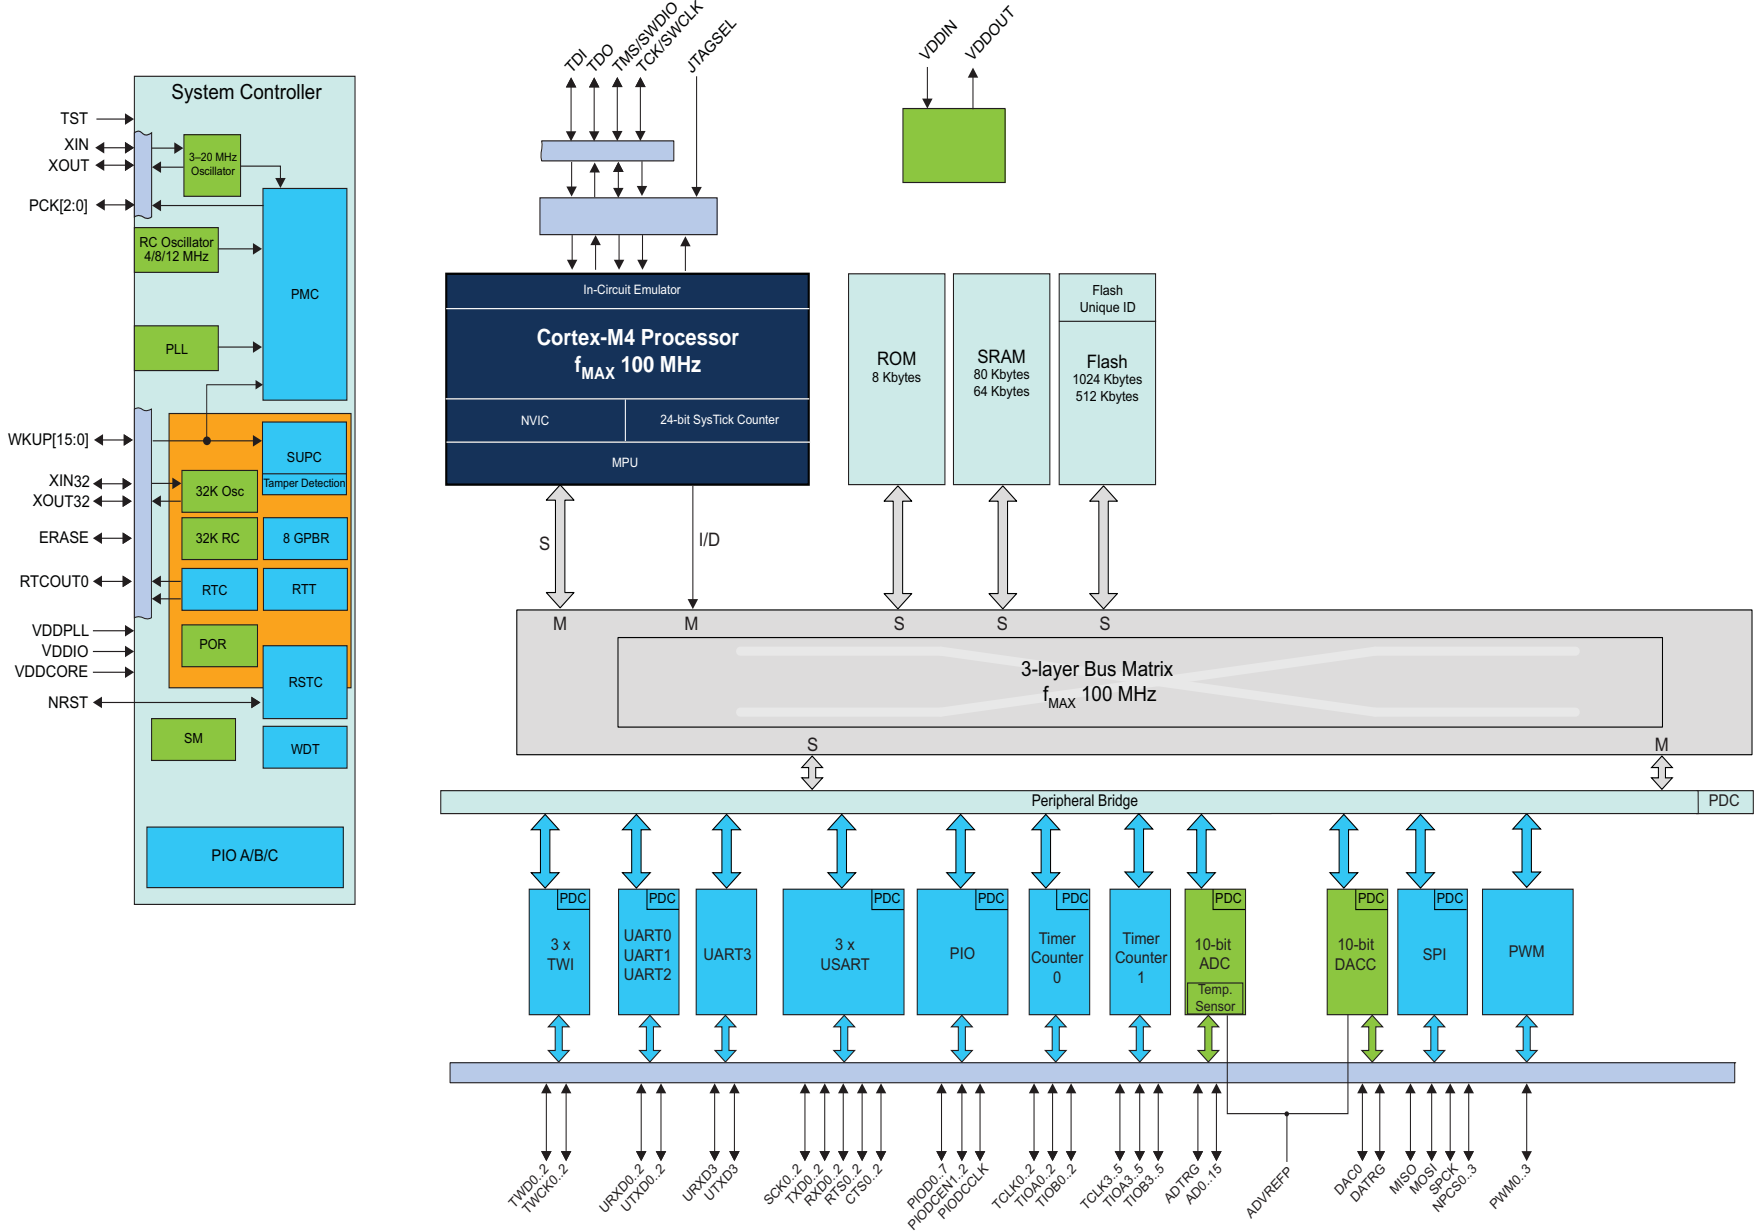 TDI
TDO
TMS/SWDIO
TCK/SWCLK
JTAGSEL
VDDIN
VDDOUT
System Controller
TST
XIN
XOUT
PCK[2:0]
3–20 MHz
Oscillator
RC Oscillator
4/8/12 MHz
PMC
PLL
WKUP[15:0]
XIN32
XOUT32
ERASE
RTCOUT0
VDDPLL
VDDIO
VDDCORE
NRST
SUPC
Tamper Detection
32K Osc
32K RC
8 GPBR
RTC
RTT
POR
RSTC
SM
WDT
PIO A/B/C
In-Circuit Emulator
Cortex-M4 Processor
fMAX 100 MHz
NVIC
24-bit SysTick Counter
MPU
ROM
8 Kbytes
SRAM
80 Kbytes
64 Kbytes
Flash
Unique ID
Flash
1024 Kbytes
512 Kbytes
S
I/D
M
M
S
S
S
3-layer Bus Matrix
fMAX 100 MHz
S
M
Peripheral Bridge
PDC
PDC
3 x
TWI
PDC
UART0
UART1
UART2
UART3
PDC
3 x
USART
PDC
PIO
PDC
Timer
Counter
0
Timer
Counter
1
PDC
10-bit
ADC
Temp.
Sensor
PDC
10-bit
DACC
PDC
SPI
PWM
TWD0..2
TWCK0..2
URXD0..2
UTXD0..2
URXD3
UTXD3
SCK0..2
TXD0..2
RXD0..2
RTS0..2
CTS0..2
PIOD0..7
PIODCEN1..2
PIODCCLK
TCLK0..2
TIOA0..2
TIOB0..2
TCLK3..5
TIOA3..5
TIOB3..5
ADTRG
AD0..15
ADVREFP
DAC0
DATRG
MISO
MOSI
SPCK
NPCS0..3
PWM0..3